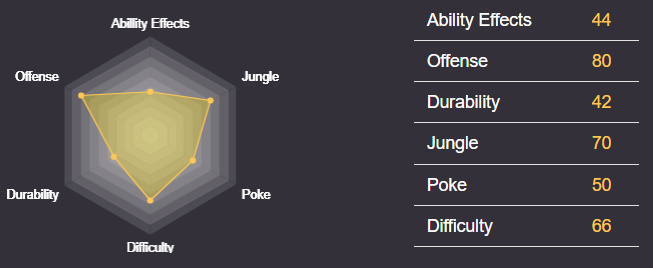 Ability Effects
Offense
Jungle
Durability
Poke
Difficulty
Ability Effects 44
Offense 80
Durability 42
Jungle 70
Poke 50
Difficulty 66